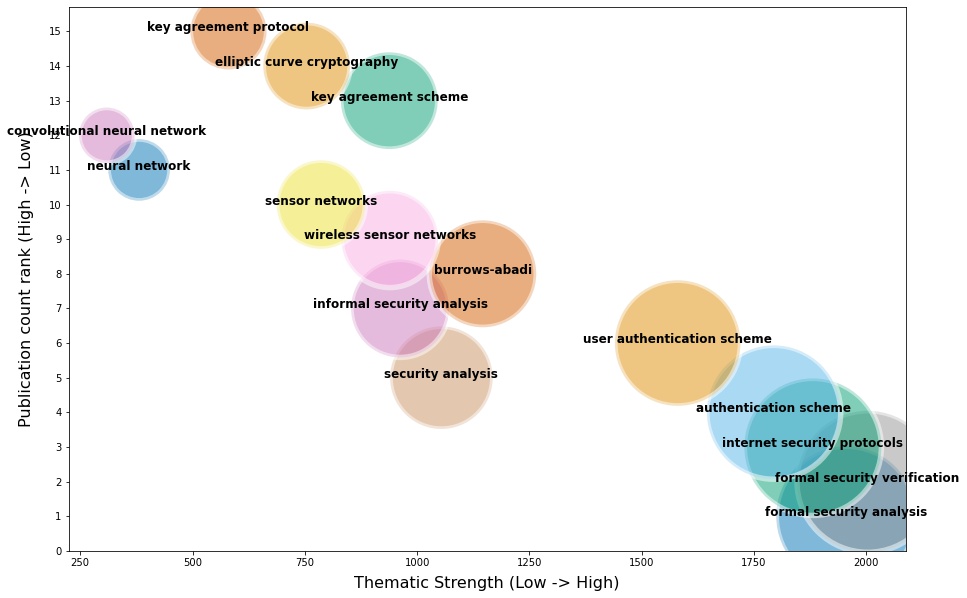 15
key agreement protocol
14
elliptic curve cryptography
13
key agreement scheme
12
convolutional neural network
11
neural network
10
sensor networks
9
wireless sensor networks
8
burrows-abadi
7
informal security analysis
6
user authentication scheme
5
security analysis
4
authentication scheme
3
internet security protocols
2
formal security verification
1
formal security analysis
0
Publication count rank (High -> Low)
250 500 750 1000 1250 1500 1750 2000
Thematic Strength (Low -> High)